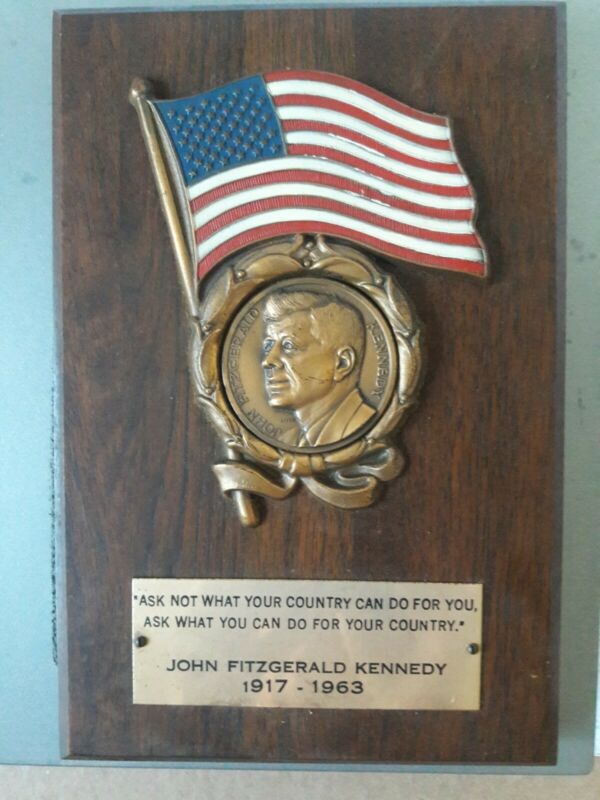 JOHN FITZGERALD KENNEDY
"ASK NOT WHAT YOUR COUNTRY CAN DO FOR YOU,
ASK WHAT YOU CAN DO FOR YOUR COUNTRY."
JOHN FITZGERALD KENNEDY
1917 - 1963